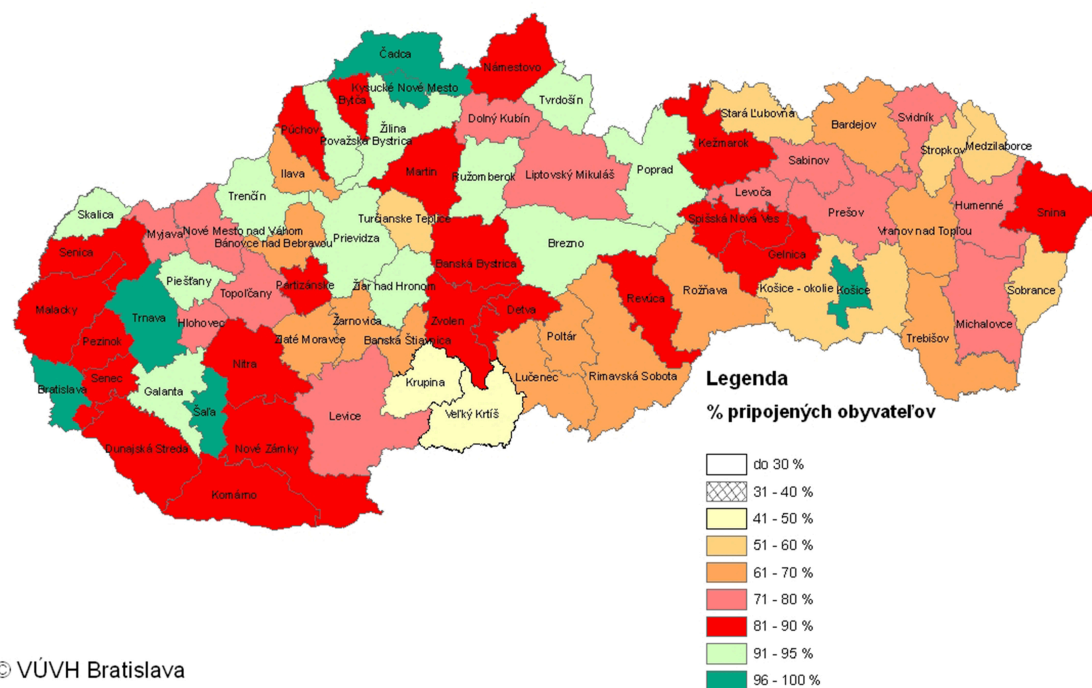 Čadca
Námestovo
Kysucké Nové Mesto
Bytča
Tvrdošín
Púchov
Žilina
Považská Bystrica
Dolný Kubín
Stará Ľubovňa
Bardejov
Svidník
Stropkov
Medzilaborce
Kežmarok
Ilava
Martin
Ružomberok
Liptovský Mikuláš
Poprad
Sabinov
Levoča
Prešov
Humenné
Snina
Trenčín
Skalica
Turčianske Teplice
Spišská Nová Ves
Vranov nad Topľou
Nové Mesto nad Váhom
Myjava
Bánovce nad Bebravou
Prievidza
Brezno
Gelnica
Senica
Banská Bystrica
Piešťany
Partizánske
Topoľčany
Žiar nad Hronom
Revúca
Rožňava
Košice - okolie
Košice
Sobrance
Malacky
Trnava
Hlohovec
Žarnovica
Zvolen
Detva
Michalovce
Pezinok
Zlaté Moravce
Banská Štiavnica
Poltár
Trebišov
Nitra
Senec
Bratislava
Galanta
Krupina
Lučenec
Rimavská Sobota
Šaľa
Levice
Veľký Krtíš
Dunajská Streda
Nové Zámky
Komárno
Legenda
% pripojených obyvateľov
do 30 %
31 - 40 %
41 - 50 %
51 - 60 %
61 - 70 %
71 - 80 %
81 - 90 %
91 - 95 %
96 - 100 %
© VÚVH Bratislava